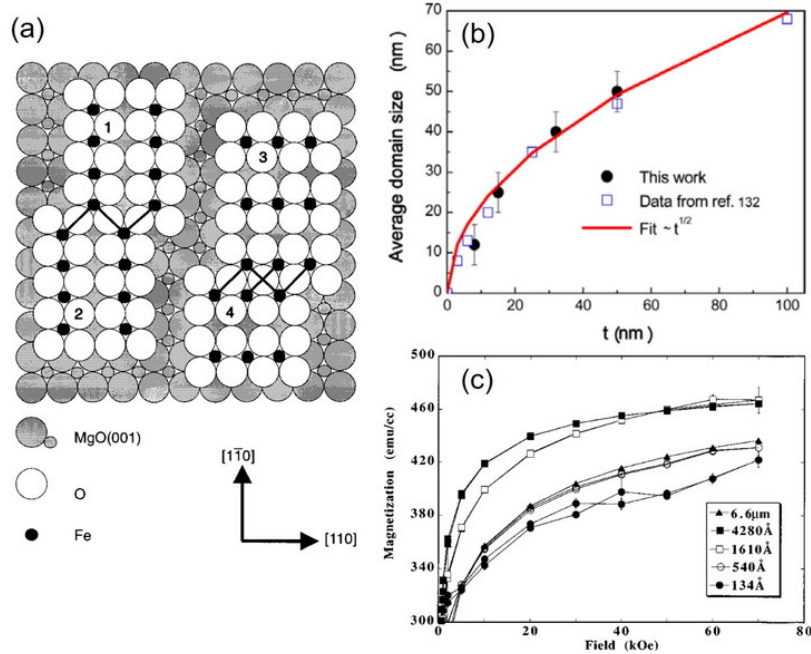 (a)
1
3
2
4
MgO(001)
O
Fe
[11̅0]
[110]
(b)
Average domain size (nm)
70
60
50
40
30
20
10
0
This work
Data from ref. 132
Fit ~t^1/2
0 20 40 60 80 100
t (nm)
(c)
Magnetization (emu/cc)
460
420
380
340
300
6.6µm
4280Å
1610Å
540Å
134Å
0 20 40 60 80
Field (kOe)